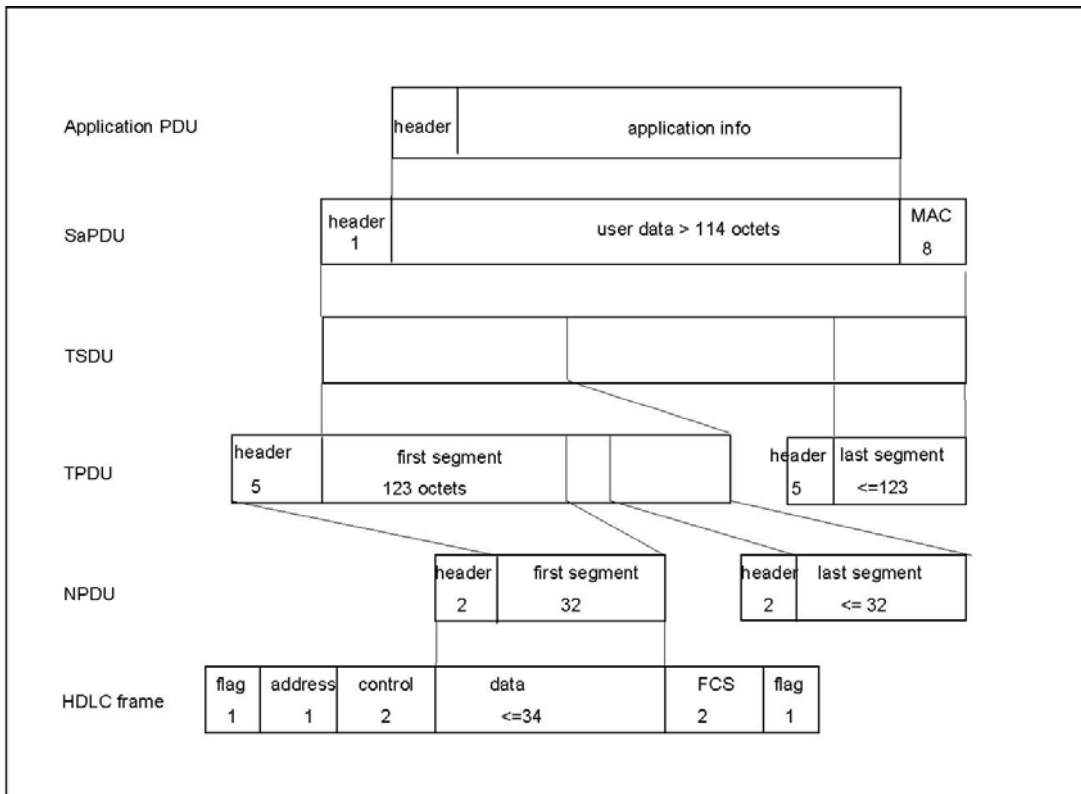 Application PDU
header
application info
SaPDU
header
1
user data > 114 octets
MAC
8
TSDU
TPDU
header
5
first segment
123 octets
header
5
last segment
<=123
NPDU
header
2
first segment
32
header
2
last segment
<= 32
HDLC frame
flag
1
address
1
control
2
data
<=34
FCS
2
flag
1